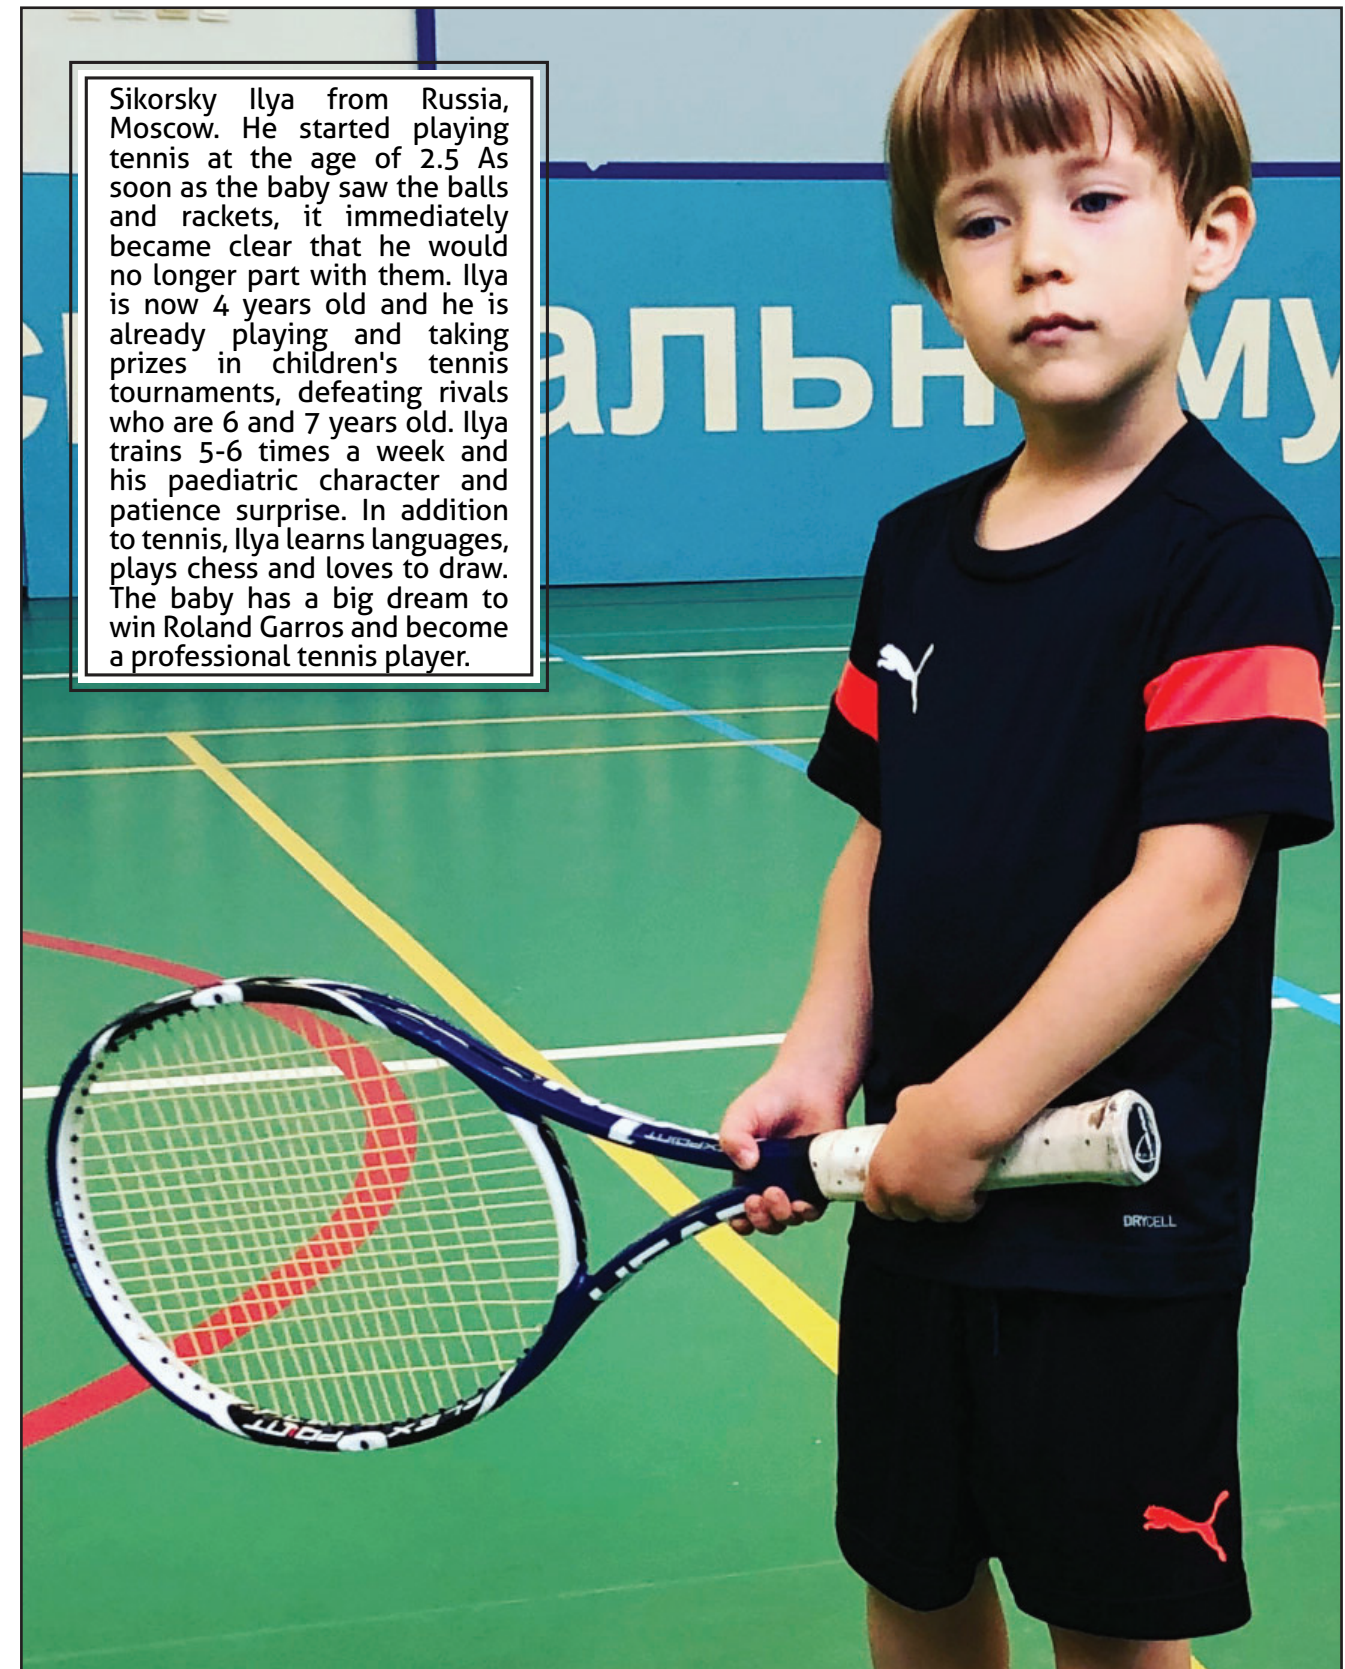 Sikorsky Ilya from Russia,
Moscow. He started playing
tennis at the age of 2.5 As
soon as the baby saw the balls
and rackets, it immediately
became clear that he would
no longer part with them. Ilya
is now 4 years old and he is
already playing and taking
prizes in children's tennis
tournaments, defeating rivals
who are 6 and 7 years old. Ilya
trains 5-6 times a week and
his paediatric character and
patience surprise. In addition
to tennis, Ilya learns languages,
plays chess and loves to draw.
The baby has a big dream to
win Roland Garros and become
a professional tennis player.
альн му
DRYCELL
FLEXPOINT